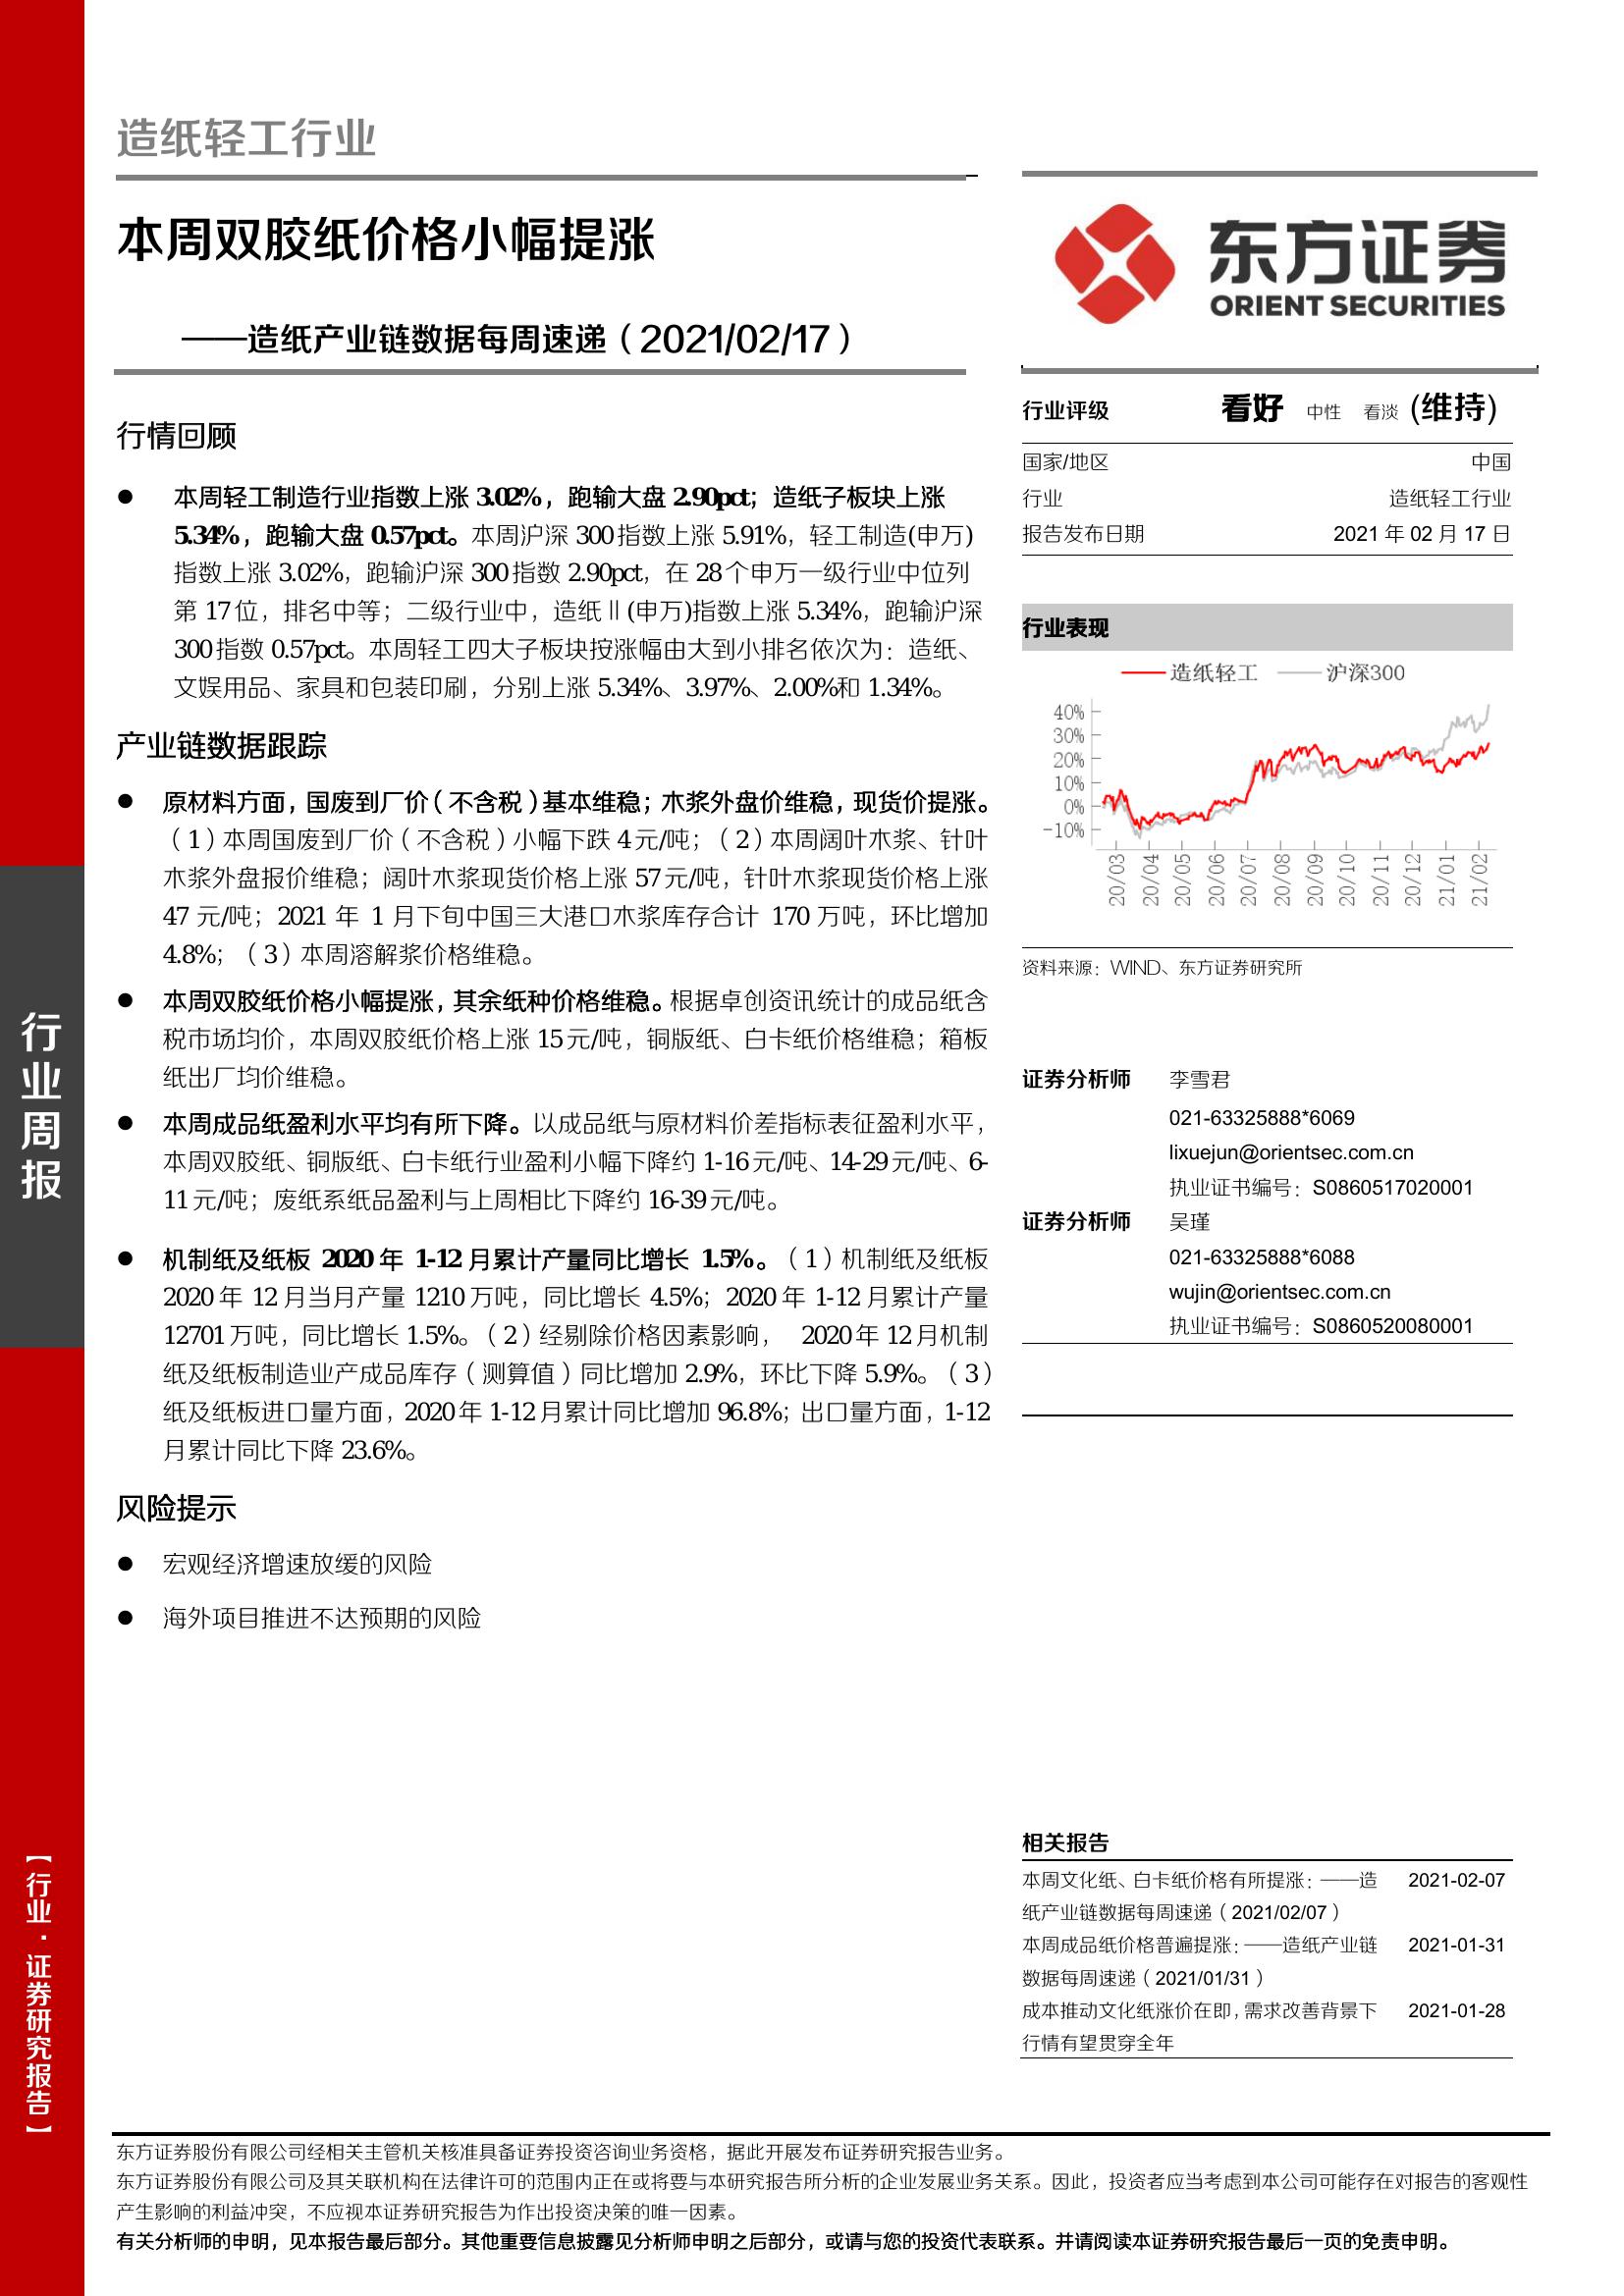 造纸轻工行业
本周双胶纸价格小幅提涨
——造纸产业链数据每周速递（2021/02/17）
行情回顾
● 本周轻工制造行业指数上涨 3.02%，跑输大盘 2.90pct；造纸子板块上涨
5.34%，跑输大盘 0.57pct。本周沪深 300 指数上涨 5.91%，轻工制造(申万)
指数上涨 3.02%，跑输沪深 300 指数 2.90pct，在 28 个申万一级行业中位列
第 17 位，排名中等；二级行业中，造纸Ⅱ(申万)指数上涨 5.34%，跑输沪深
300 指数 0.57pct。本周轻工四大子板块按涨幅由大到小排名依次为：造纸、
文娱用品、家具和包装印刷，分别上涨 5.34%、3.97%、2.00%和 1.34%。
产业链数据跟踪
● 原材料方面，国废到厂价（不含税）基本维稳；木浆外盘价维稳，现货价提涨。
（1）本周国废到厂价（不含税）小幅下跌 4 元/吨；（2）本周阔叶木浆、针叶
木浆外盘报价维稳；阔叶木浆现货价格上涨 57 元/吨，针叶木浆现货价格上涨
47 元/吨；2021 年 1 月下旬中国三大港口木浆库存合计 170 万吨，环比增加
4.8%；（3）本周溶解浆价格维稳。
● 本周双胶纸价格小幅提涨，其余纸种价格维稳。根据卓创资讯统计的成品纸含
税市场均价，本周双胶纸价格上涨 15 元/吨，铜版纸、白卡纸价格维稳；箱板
纸出厂均价维稳。
● 本周成品纸盈利水平均有所下降。以成品纸与原材料价差指标表征盈利水平，
本周双胶纸、铜版纸、白卡纸行业盈利小幅下降约 1-16 元/吨、14-29 元/吨、6-
11 元/吨；废纸系纸品盈利与上周相比下降约 16-39 元/吨。
● 机制纸及纸板 2020 年 1-12 月累计产量同比增长 1.5%。（1）机制纸及纸板
2020 年 12 月当月产量 1210 万吨，同比增长 4.5%；2020 年 1-12 月累计产量
12701 万吨，同比增长 1.5%。（2）经剔除价格因素影响， 2020 年 12 月机制
纸及纸板制造业产成品库存（测算值）同比增加 2.9%，环比下降 5.9%。（3）
纸及纸板进口量方面，2020 年 1-12 月累计同比增加 96.8%；出口量方面，1-12
月累计同比下降 23.6%。
风险提示
● 宏观经济增速放缓的风险
● 海外项目推进不达预期的风险
东方证券
ORIENT SECURITIES
行业评级 看好 中性 看淡 (维持)
国家/地区 中国
行业 造纸轻工行业
报告发布日期 2021 年 02 月 17 日
行业表现
造纸轻工 沪深300
40%
30%
20%
10%
0%
-10%
20/03 20/04 20/05 20/06 20/07 20/08 20/09 20/10 20/11 20/12 21/01 21/02
资料来源：WIND、东方证券研究所
证券分析师 李雪君
021-63325888*6069
lixuejun@orientsec.com.cn
执业证书编号：S0860517020001
证券分析师 吴瑾
021-63325888*6088
wujin@orientsec.com.cn
执业证书编号：S0860520080001
相关报告
本周文化纸、白卡纸价格有所提涨：——造 2021-02-07
纸产业链数据每周速递（2021/02/07）
本周成品纸价格普遍提涨：——造纸产业链 2021-01-31
数据每周速递（2021/01/31）
成本推动文化纸涨价在即，需求改善背景下 2021-01-28
行情有望贯穿全年
行业周报
【行业·证券研究报告】
东方证券股份有限公司经相关主管机关核准具备证券投资咨询业务资格，据此开展发布证券研究报告业务。
东方证券股份有限公司及其关联机构在法律许可的范围内正在或将要与本研究报告所分析的企业发展业务关系。因此，投资者应当考虑到本公司可能存在对报告的客观性
产生影响的利益冲突，不应视本证券研究报告为作出投资决策的唯一因素。
有关分析师的申明，见本报告最后部分。其他重要信息披露见分析师申明之后部分，或请与您的投资代表联系。并请阅读本证券研究报告最后一页的免责申明。